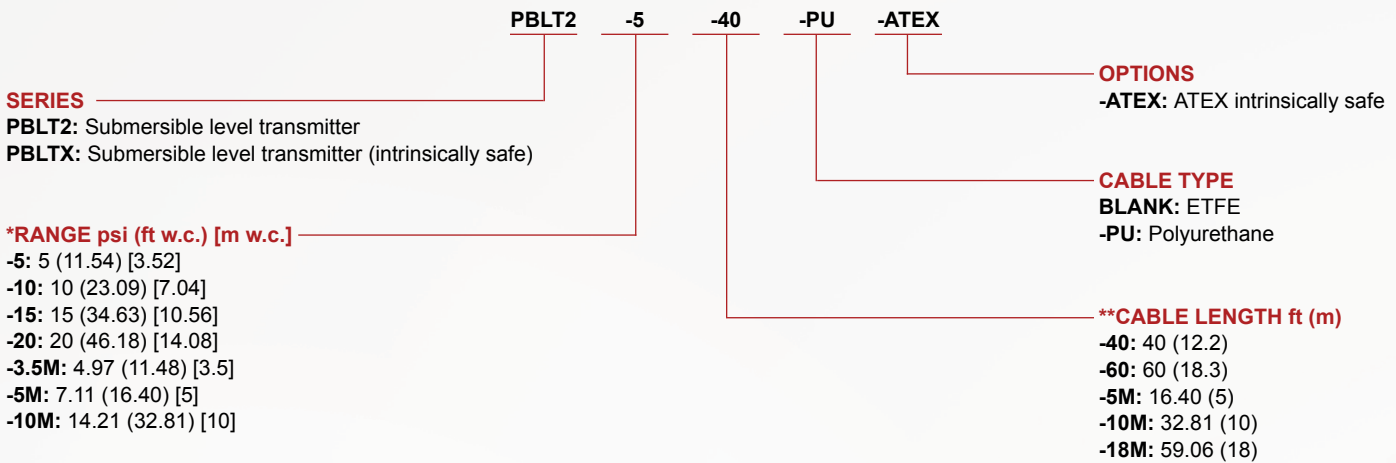 PBLT2 -5 -40 -PU -ATEX
SERIES
PBLT2: Submersible level transmitter
PBLTX: Submersible level transmitter (intrinsically safe)
*RANGE psi (ft w.c.) [m w.c.]
-5: 5 (11.54) [3.52]
-10: 10 (23.09) [7.04]
-15: 15 (34.63) [10.56]
-20: 20 (46.18) [14.08]
-3.5M: 4.97 (11.48) [3.5]
-5M: 7.11 (16.40) [5]
-10M: 14.21 (32.81) [10]
OPTIONS
-ATEX: ATEX intrinsically safe
CABLE TYPE
BLANK: ETFE
-PU: Polyurethane
**CABLE LENGTH ft (m)
-40: 40 (12.2)
-60: 60 (18.3)
-5M: 16.40 (5)
-10M: 32.81 (10)
-18M: 59.06 (18)